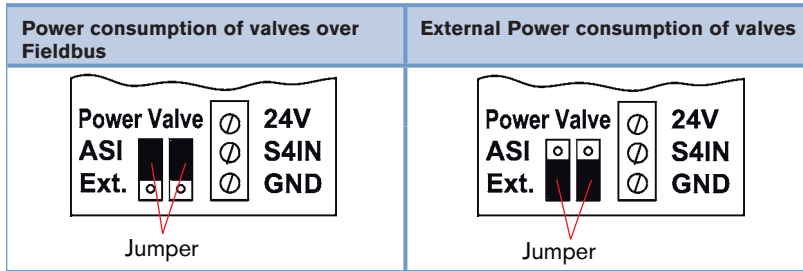 Power consumption of valves over
Fieldbus
External Power consumption of valves
Power Valve 24V
ASI S4IN
Ext. GND
Jumper
Power Valve 24V
ASI S4IN
Ext. GND
Jumper